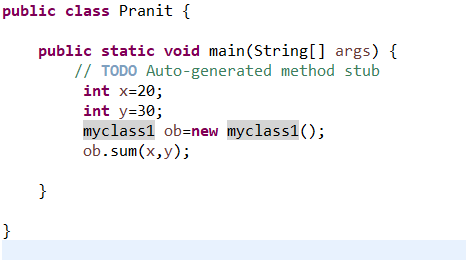 public class Pranit {
public static void main(String[] args) {
// TODO Auto-generated method stub
int x=20;
int y=30;
myclass1 ob=new myclass1();
ob.sum(x,y);
}
}